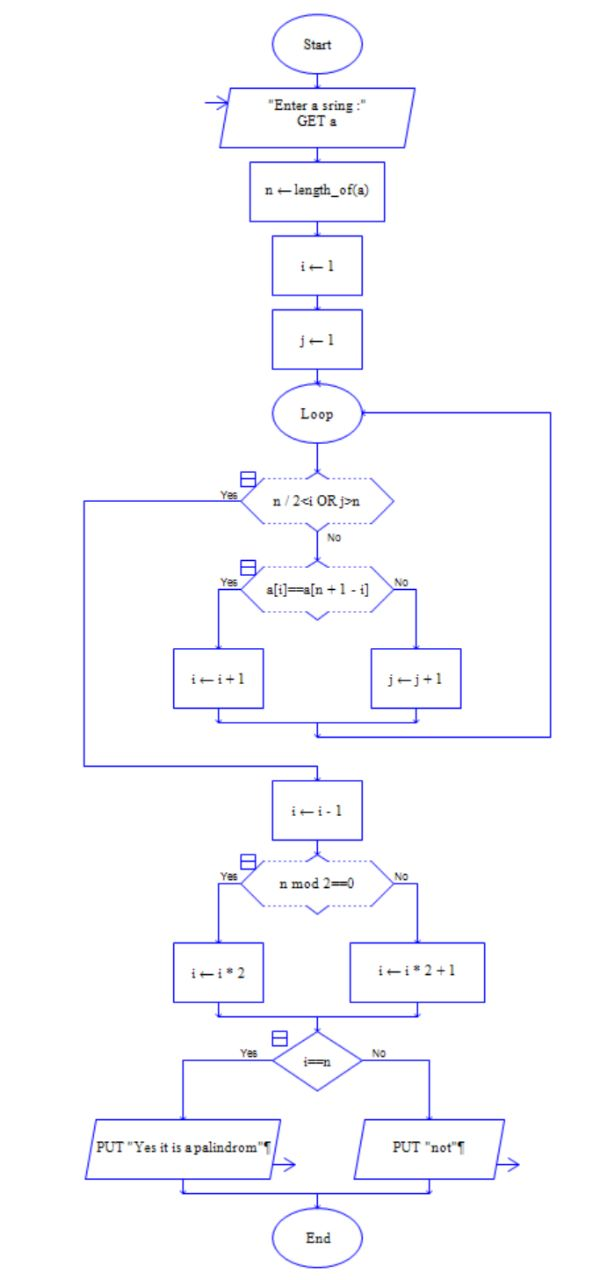 Start
"Enter a sring :"
GET a
n ← length_of(a)
i ← 1
j ← 1
Loop
Yes
n / 2<i OR j>n
No
Yes
a[i]==a[n + 1 - i]
No
i ← i + 1
j ← j + 1
i ← i - 1
Yes
n mod 2==0
No
i ← i * 2
i ← i * 2 + 1
Yes
i==n
No
PUT "Yes it is a palindrom"¶
PUT "not"¶
End